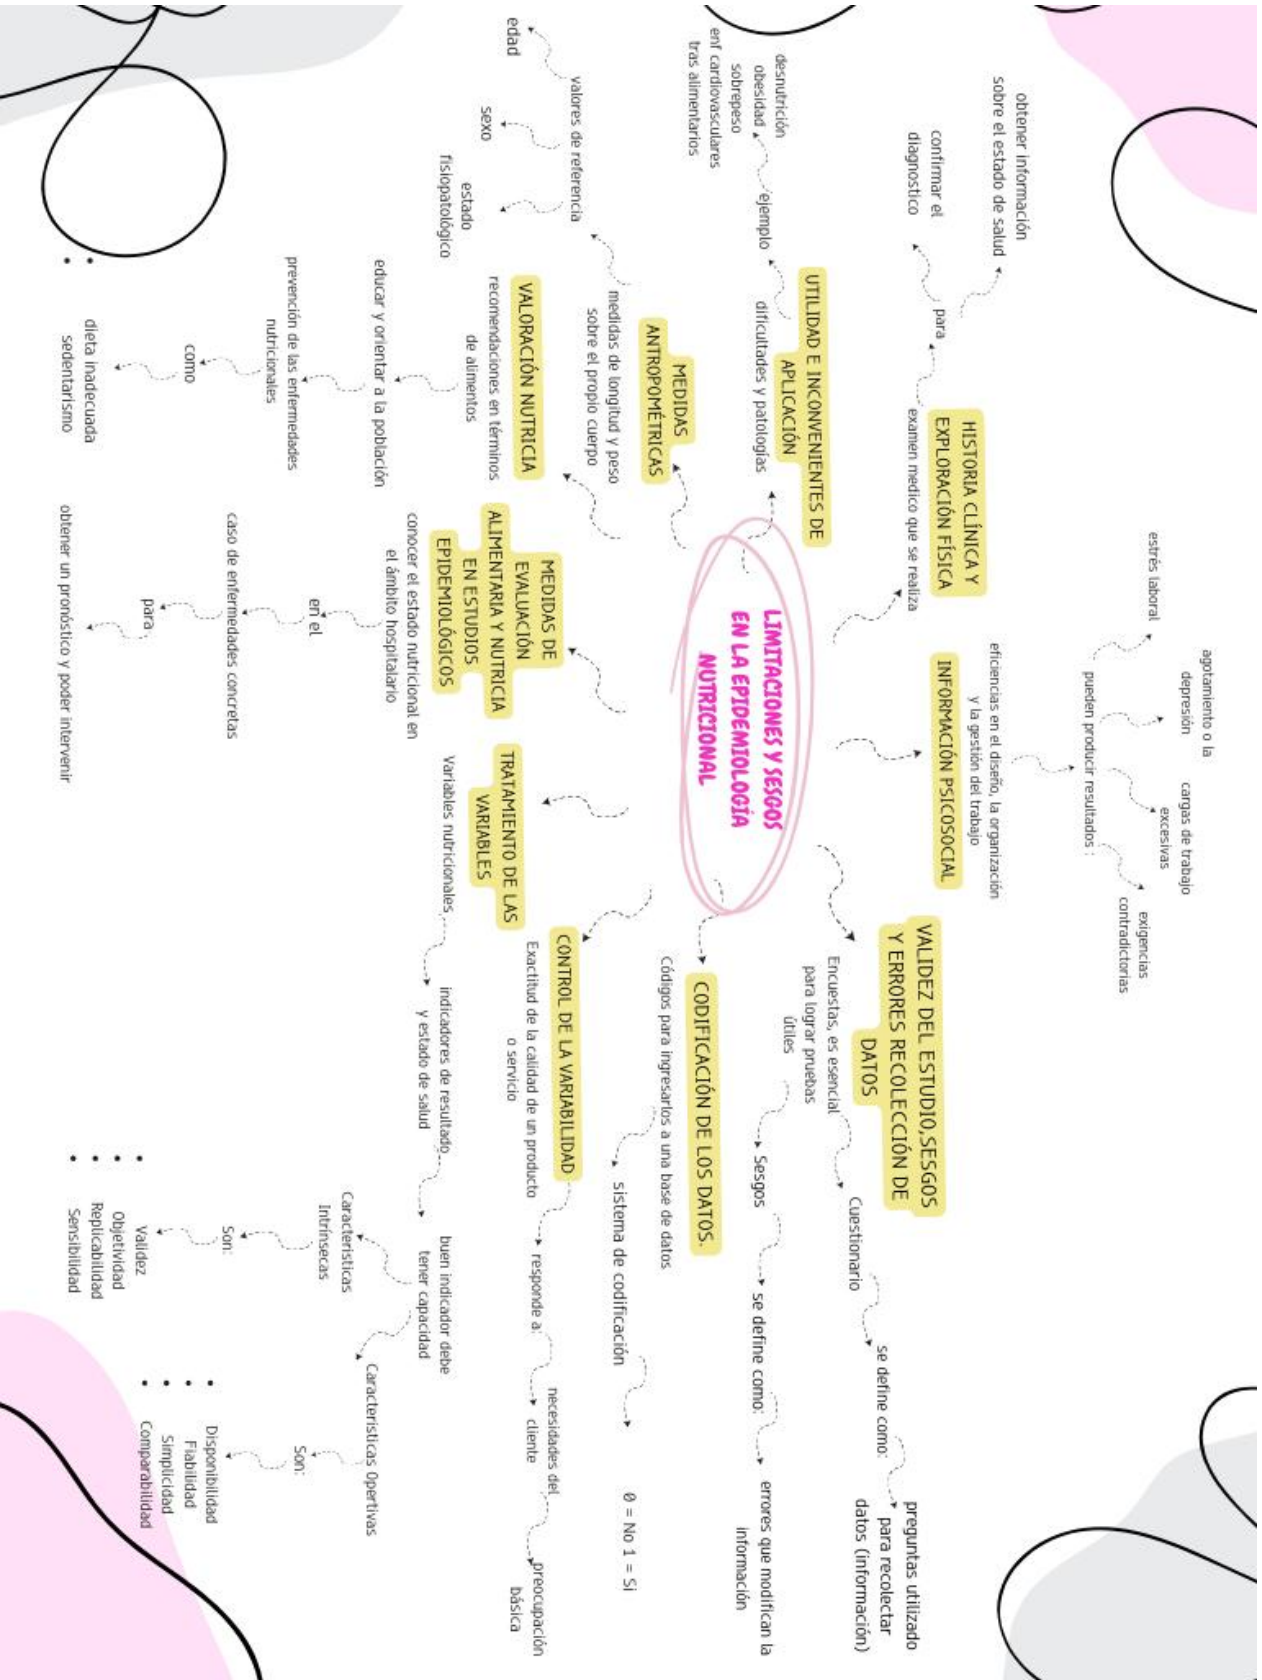 LIMITACIONES Y SESGOS
EN LA EPIDEMIOLOGÍA
NUTRICIONAL
HISTORIA CLÍNICA Y
EXPLORACIÓN FÍSICA
examen medico que se realiza
para
obtener información
sobre el estado de salud
confirmar el
diagnostico
UTILIDAD E INCONVENIENTES DE
APLICACIÓN
dificultades y patologías
ejemplo
desnutrición
obesidad
sobrepeso
enf cardiovasculares
tras alimentarios
MEDIDAS
ANTROPOMÉTRICAS
medidas de longitud y peso
sobre el propio cuerpo
valores de referencia
edad
sexo
estado
fisiopatológico
VALORACIÓN NUTRICIA
recomendaciones en términos
de alimentos
educar y orientar a la población
prevención de las enfermedades
nutricionales
como
• dieta inadecuada
• sedentarismo
MEDIDAS DE
EVALUACIÓN
ALIMENTARIA Y NUTRICIA
EN ESTUDIOS
EPIDEMIOLÓGICOS
conocer el estado nutricional en
el ámbito hospitalario
en el
caso de enfermedades concretas
para
obtener un pronóstico y poder intervenir
INFORMACIÓN PSICOSOCIAL
eficiencias en el diseño, la organización
y la gestión del trabajo
pueden producir resultados :
estrés laboral
agotamiento o la
depresión
cargas de trabajo
excesivas
exigencias
contradictorias
VALIDEZ DEL ESTUDIO,SESGOS
Y ERRORES RECOLECCIÓN DE
DATOS
Encuestas, es esencial
para lograr pruebas
útiles
Cuestionario
se define como:
preguntas utilizado
para recolectar
datos (información)
Sesgos
se define como:
errores que modifican la
información
CODIFICACIÓN DE LOS DATOS.
Códigos para ingresarlos a una base de datos
sistema de codificación
0 = No 1 = Si
CONTROL DE LA VARIABILIDAD
Exactitud de la calidad de un producto
o servicio
responde a:
necesidades del
cliente
preocupación
básica
TRATAMIENTO DE LAS
VARIABLES
Variables nutricionales
indicadores de resultado
y estado de salud
buen indicador debe
tener capacidad
Caracteristicas
Intrínsecas
Son:
• Validez
• Objetividad
• Replicabilidad
• Sensibilidad
Caracteristicas Opertivas
Son:
• Disponibilidad
• Fiabilidad
• Simplicidad
• Comparabilidad